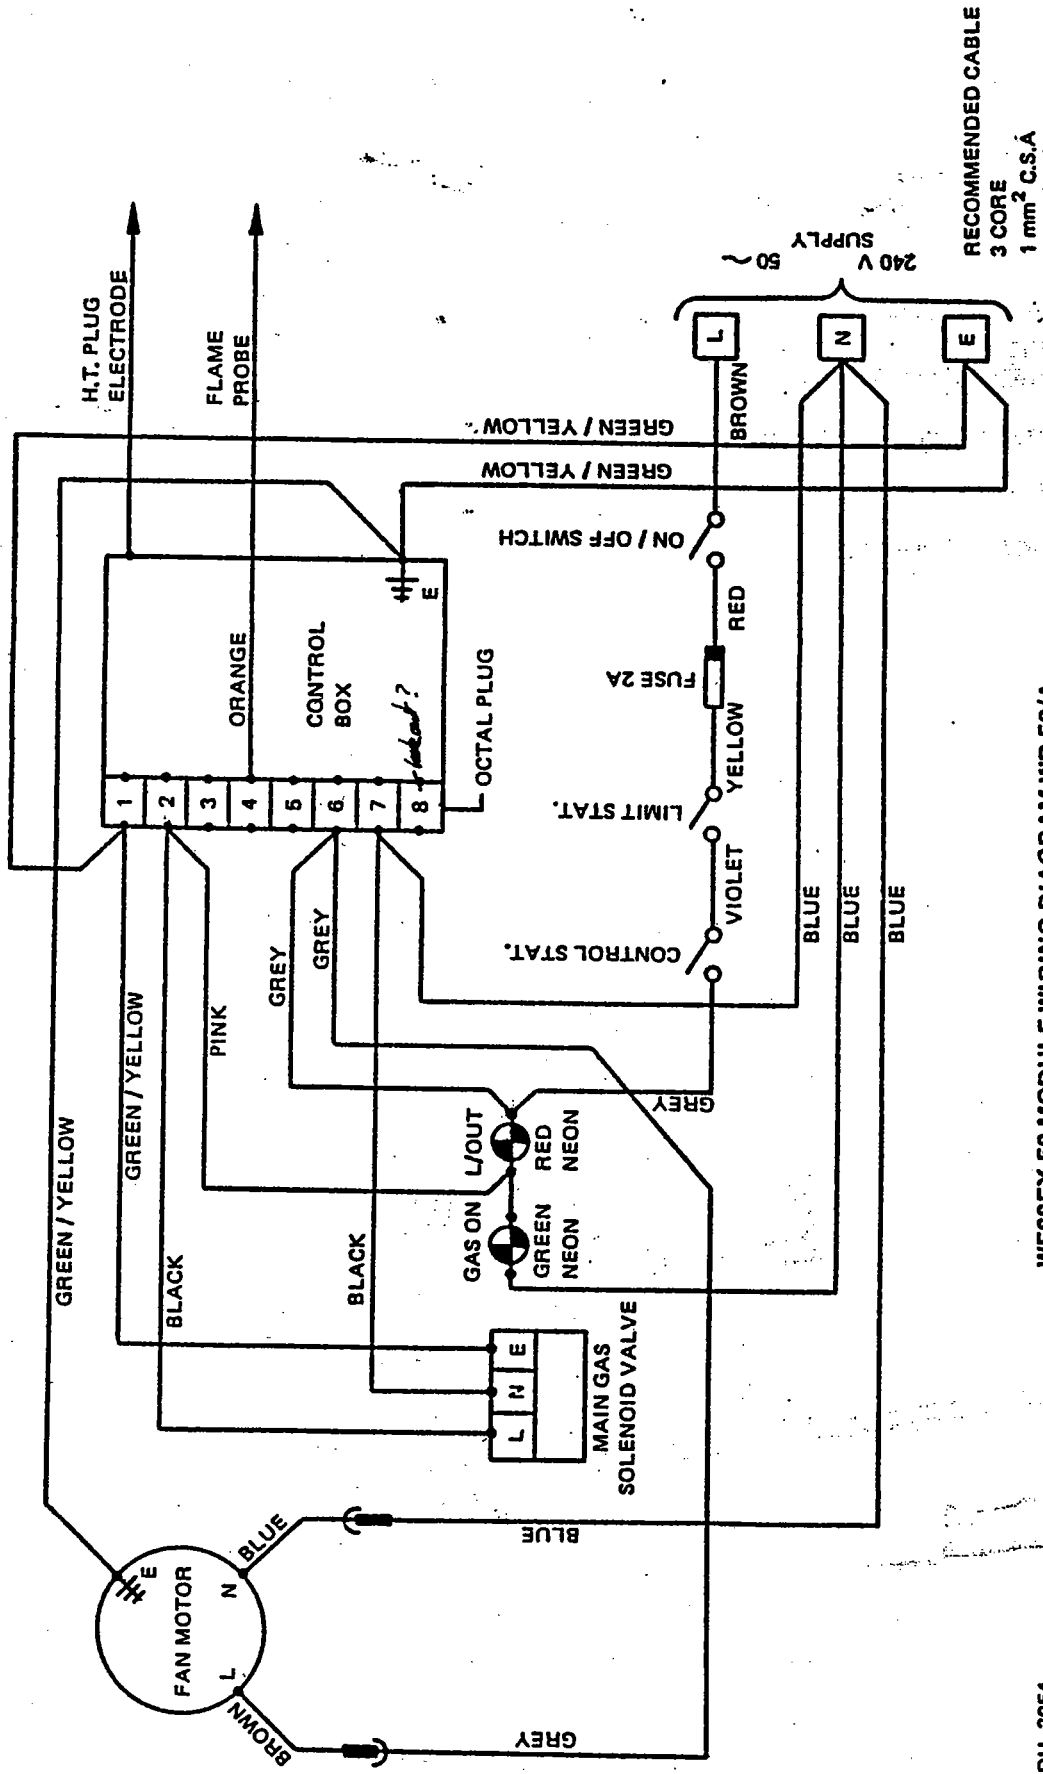 H.T. PLUG
ELECTRODE
FLAME
PROBE
GREEN / YELLOW
GREEN / YELLOW
GREEN / YELLOW
GREEN / YELLOW
ORANGE
CONTROL
BOX
E
OCTAL PLUG
1
2
3
4
5
6
7
8
BLACK
PINK
GREY
GREY
BLACK
FAN MOTOR
E
N
L
BLUE
BROWN
GREY
BLUE
L
N
E
MAIN GAS
SOLENOID VALVE
GAS ON
GREEN
NEON
L/OUT
RED
NEON
GREY
CONTROL STAT.
VIOLET
LIMIT STAT.
YELLOW
FUSE 2A
RED
ON / OFF SWITCH
BROWN
BLUE
BLUE
BLUE
L
N
E
240 V 50 ~
SUPPLY
RECOMMENDED CABLE
3 CORE
1 mm² C.S.A